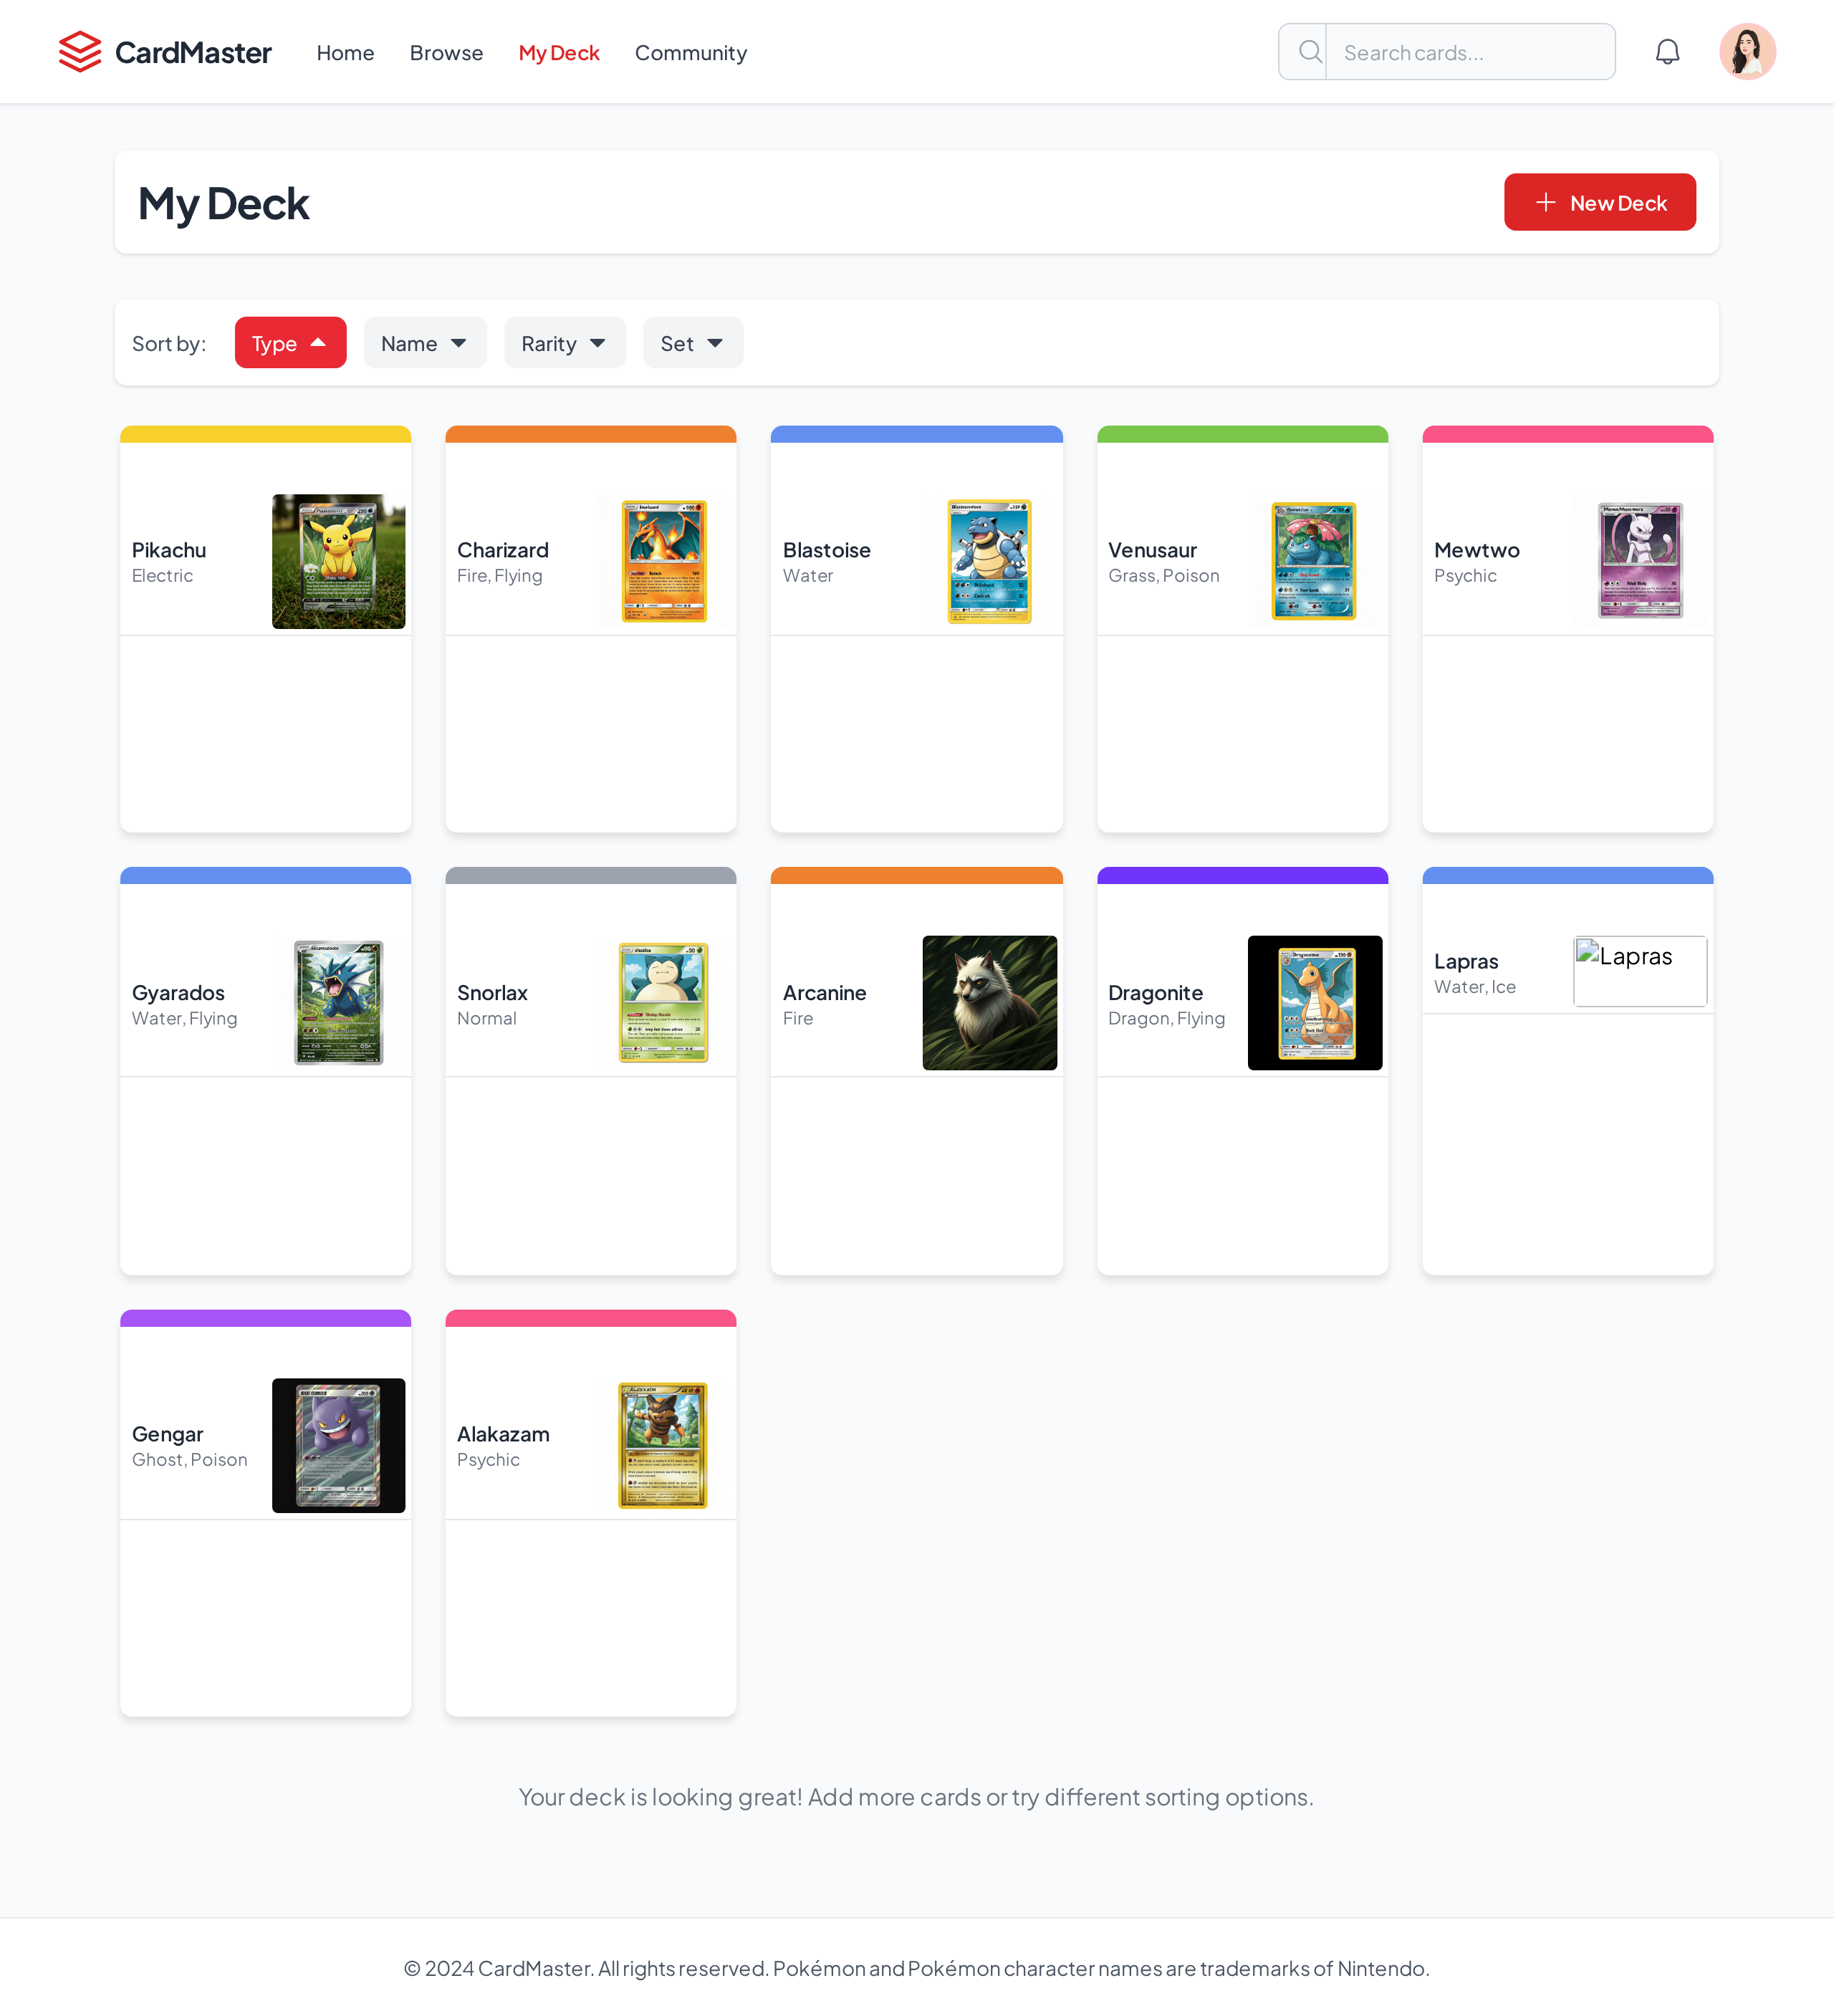 CardMaster
Home
Browse
My Deck
Community
Search cards...
My Deck
New Deck
Sort by:
Type
Name
Rarity
Set
Pikachu
Electric
Charizard
Fire, Flying
Blastoise
Water
Venusaur
Grass, Poison
Mewtwo
Psychic
Gyarados
Water, Flying
Snorlax
Normal
Arcanine
Fire
Dragonite
Dragon, Flying
Lapras
Water, Ice
Lapras
Gengar
Ghost, Poison
Alakazam
Psychic
Your deck is looking great! Add more cards or try different sorting options.
© 2024 CardMaster. All rights reserved. Pokémon and Pokémon character names are trademarks of Nintendo.